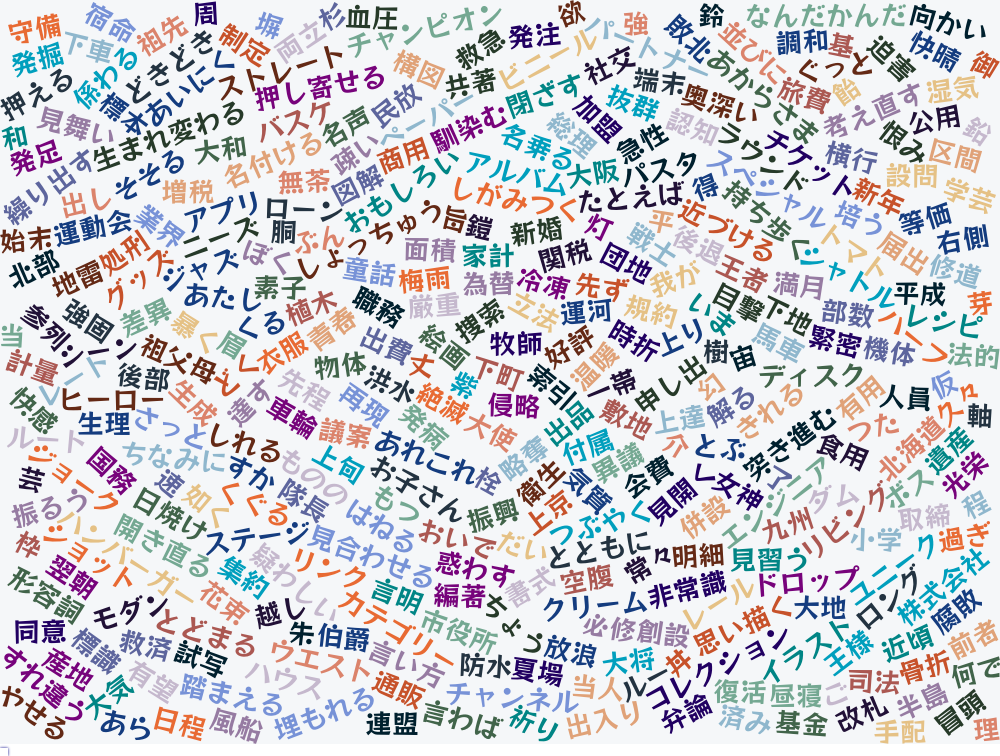 守備
宿命
周
塀
両立
杉
血圧
チャンピオン
欲
パートナー
強
鈴
なんだかんだ
向かい
発掘
下車
祖先
制定
救急
発注
敗北
並びに
調和
基
迫害
快晴
御
押える
係わる
どきどき
ストレート
構図
ビニール
社交
あからさま
ぐっと
標本
あいにく
押し寄せる
共著
端末
旅費
飴
湿気
和
見舞い
生まれ変わる
バスケ
名声
民放
ペーパー
閉ざす
加盟
抜群
奥深い
考え直す
公用
鉛
発足
大和
名付ける
疎い
商用
馴染む
名乗る
総理
急性
認知
ラウンド
チケット
横行
恨み
区間
繰り出す
出し
そそる
増税
無茶
図解
おもしろい
アルバム
大阪
パスタ
スペシャル
新年
設問
学芸
始末
運動会
業界
アプリ
ローン
しがみつく
たとえば
得
持ち歩く
培う
等価
右側
北部
地雷
処刑
ニーズ
胴
ぶん
っちゅう
旨
鎧
新婚
灯
平
近づける
トマト
届出
修道
グッズ
ジャズ
ぼく
しょ
面積
家計
関税
団地
戦士
後退
シャトル
素子
童話
梅雨
為替
冷凍
先ず
我が
王者
満月
平成
芽
あたし
植木
職務
厳重
立法
運河
規約
いま
目撃
下地
部数
ハーフ
レシピ
当
参列
強固
差異
暴く
くる
若者
絵画
捜索
牧師
好評
時折
上り
馬車
緊密
機体
法的
計量
シーン
祖父母
眉
衣服
出費
丈
下町
温暖
樹
宙
後部
物体
洪水
紫
索引
一帯
申し出
幻
ディスク
快感
ヒーロー
生成
先程
再現
絶滅
侵略
品
敷地
解る
有用
人員
仮
久々
生理
さっと
車輪
議案
発病
大使
出品
上達
される
つた
軸
ルート
ちなみに
しれる
ものの
上旬
あれこれ
栓
略奪
付属
とぶ
突き進む
食用
北海道
遺産
ジョーク
国務
すか
お子さん
衛生
気質
異議
会費
女神
光栄
芸
速
如く
くぐる
隊長
もつ
振興
上京
見開く
エンジニア
ダム
ボス
振るう
日焼け
はねる
おいで
つぶやく
併設
九州
リビング
取締
程
枠
ハンバーガー
開き直る
ステージ
見合わせる
だい
とともに
常々
明細
見習う
小学
過ぎ
ショット
集約
疑わしい
リンク
惑わす
書式
空腹
非常識
ドロップ
ユニーク
翌朝
形容詞
花束
カテゴリー
言明
編著
クリーム
レール
ロング
株式会社
モダン
とどまる
越し
朱
伯爵
市役所
ちょう
放浪
必修
創設
思い描く
大地
腐敗
同意
標識
救済
試写
ウエスト
言い方
防水
夏場
大将
丼
コレクション
イラスト
王様
近頃
前者
すれ違う
産地
有望
踏まえる
ハウス
通販
チャンネル
当人
ルー
復活
昼寝
ご
司法
骨折
何で
やせる
大気
あら
日程
風船
埋もれる
連盟
言わば
祈り
出入り
弁論
済み
基金
改札
半島
手配
冒頭
理